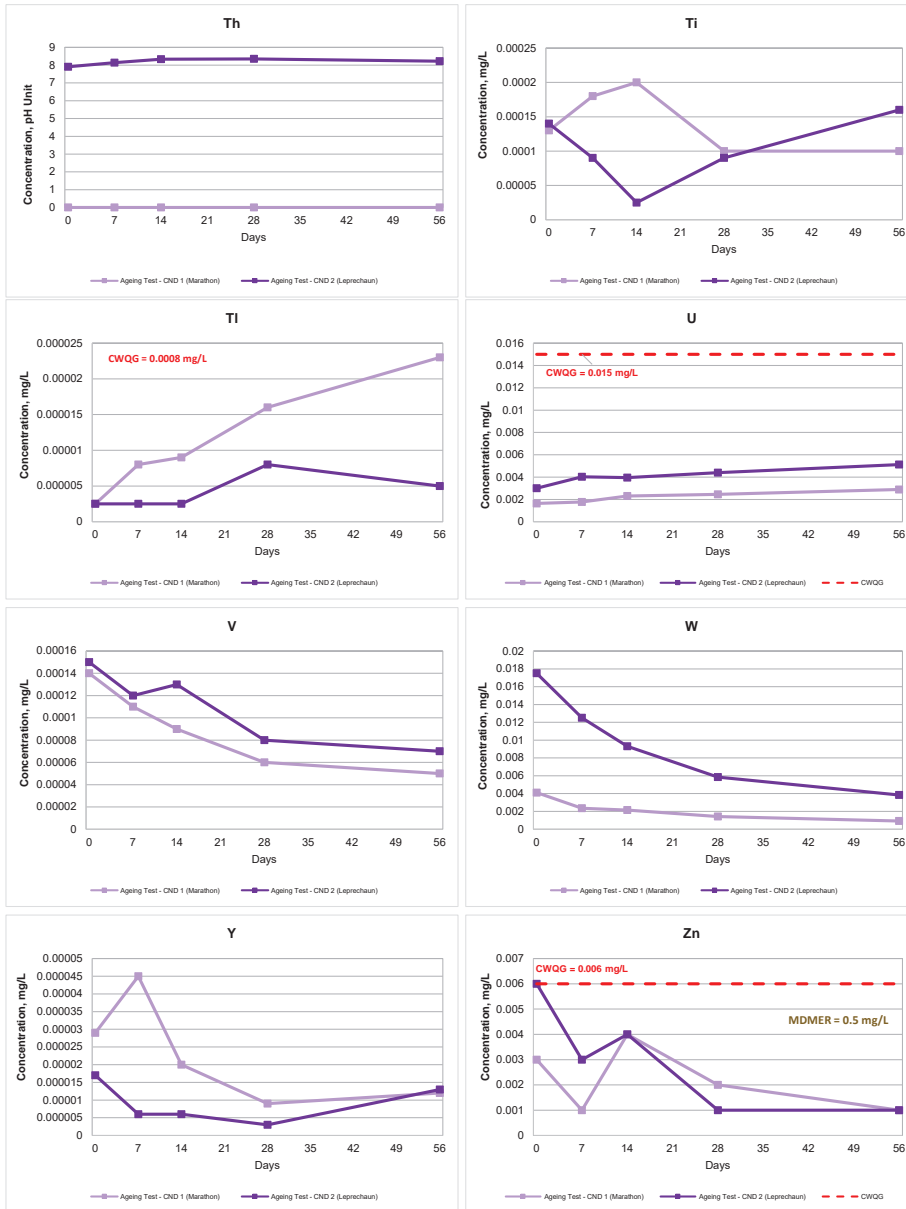 Th
Concentration, pH Unit
9
8
7
6
5
4
3
2
1
0
0 7 14 21 28 35 42 49 56
Days
Ageing Test - CND 1 (Marathon) Ageing Test - CND 2 (Leprechaun)
Ti
Concentration, mg/L
0.00025
0.0002
0.00015
0.0001
0.00005
0
0 7 14 21 28 35 42 49 56
Days
Ageing Test - CND 1 (Marathon) Ageing Test - CND 2 (Leprechaun)
Tl
Concentration, mg/L
0.000025
0.00002
0.000015
0.00001
0.000005
0
CWQG = 0.0008 mg/L
0 7 14 21 28 35 42 49 56
Days
Ageing Test - CND 1 (Marathon) Ageing Test - CND 2 (Leprechaun)
U
Concentration, mg/L
0.016
0.014
0.012
0.01
0.008
0.006
0.004
0.002
0
CWQG = 0.015 mg/L
0 7 14 21 28 35 42 49 56
Days
Ageing Test - CND 1 (Marathon) Ageing Test - CND 2 (Leprechaun) CWQG
V
Concentration, mg/L
0.00016
0.00014
0.00012
0.0001
0.00008
0.00006
0.00004
0.00002
0
0 7 14 21 28 35 42 49 56
Days
Ageing Test - CND 1 (Marathon) Ageing Test - CND 2 (Leprechaun)
W
Concentration, mg/L
0.02
0.018
0.016
0.014
0.012
0.01
0.008
0.006
0.004
0.002
0
0 7 14 21 28 35 42 49 56
Days
Ageing Test - CND 1 (Marathon) Ageing Test - CND 2 (Leprechaun)
Y
Concentration, mg/L
0.00005
0.000045
0.00004
0.000035
0.00003
0.000025
0.00002
0.000015
0.00001
0.000005
0
0 7 14 21 28 35 42 49 56
Days
Ageing Test - CND 1 (Marathon) Ageing Test - CND 2 (Leprechaun)
Zn
Concentration, mg/L
0.007
0.006
0.005
0.004
0.003
0.002
0.001
0
CWQG = 0.006 mg/L
MDMER = 0.5 mg/L
0 7 14 21 28 35 42 49 56
Days
Ageing Test - CND 1 (Marathon) Ageing Test - CND 2 (Leprechaun) CWQG